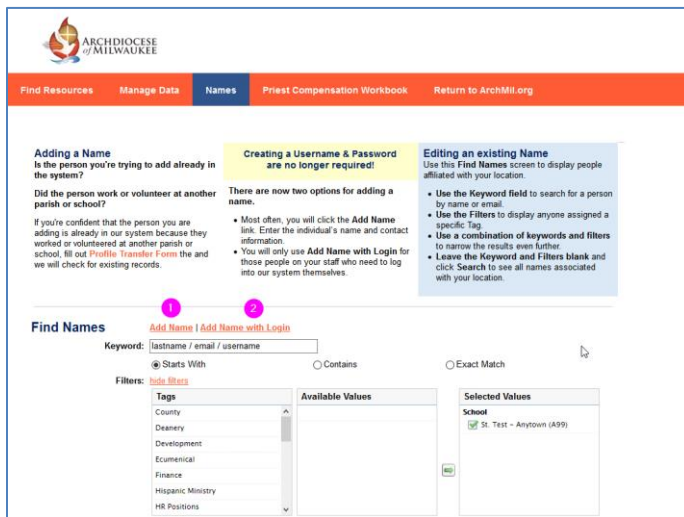 ARCHDIOCESE
of MILWAUKEE
Find Resources
Manage Data
Names
Priest Compensation Workbook
Return to ArchMil.org
Adding a Name
Is the person you're trying to add already in
the system?
Did the person work or volunteer at another
parish or school?
If you're confident that the person you are
adding is already in our system because they
worked or volunteered at another parish or
school, fill out Profile Transfer Form the and
we will check for existing records.
Creating a Username & Password
are no longer required!
There are now two options for adding a
name.
• Most often, you will click the Add Name
link. Enter the individual's name and contact
information.
• You will only use Add Name with Login for
those people on your staff who need to log
into our system themselves.
Editing an existing Name
Use this Find Names screen to display people
affiliated with your location.
• Use the Keyword field to search for a person
by name or email.
• Use the Filters to display anyone assigned a
specific Tag.
• Use a combination of keywords and filters
to narrow the results even further.
• Leave the Keyword and Filters blank and
click Search to see all names associated
with your location.
1
2
Find Names
Add Name | Add Name with Login
Keyword: lastname / email / username
Starts With
Contains
Exact Match
Filters: hide filters
Tags
County
Deanery
Development
Ecumenical
Finance
Hispanic Ministry
HR Positions
Available Values
Selected Values
School
St. Test - Anytown (A99)